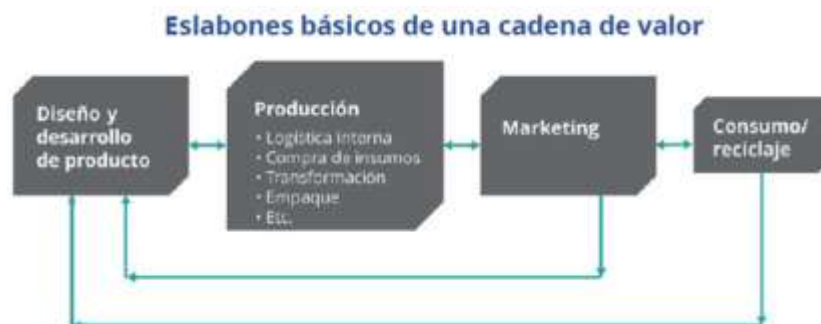 Eslabones básicos de una cadena de valor
Diseño y
desarrollo
de producto
Producción
• Logística interna
• Compra de insumos
• Transformación
• Empaque
• Etc.
Marketing
Consumo/
reciclaje